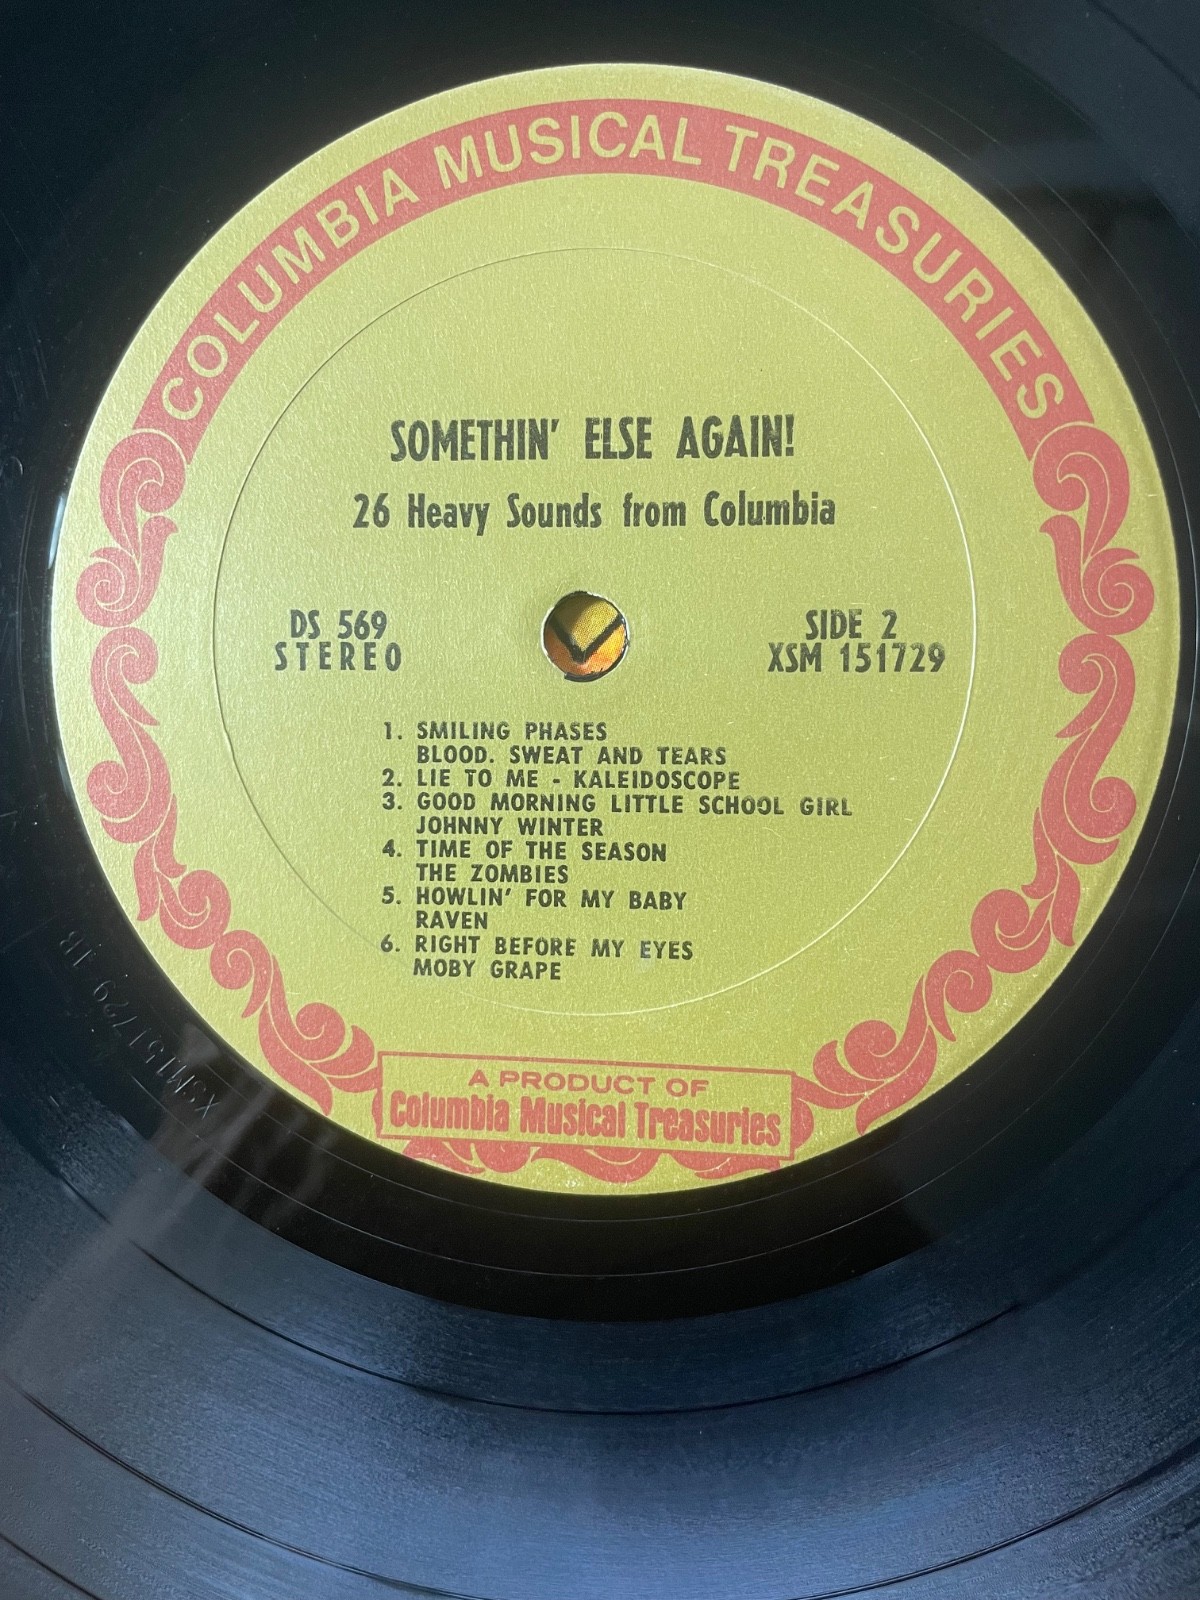 COLUMBIA MUSICAL TREASURIES
SOMETHIN' ELSE AGAIN!
26 Heavy Sounds from Columbia
DS 569
STEREO
SIDE 2
XSM 151729
1. SMILING PHASES
BLOOD. SWEAT AND TEARS
2. LIE TO ME - KALEIDOSCOPE
3. GOOD MORNING LITTLE SCHOOL GIRL
JOHNNY WINTER
4. TIME OF THE SEASON
THE ZOMBIES
5. HOWLIN' FOR MY BABY
RAVEN
6. RIGHT BEFORE MY EYES
MOBY GRAPE
A PRODUCT OF
Columbia Musical Treasuries
XSM151729